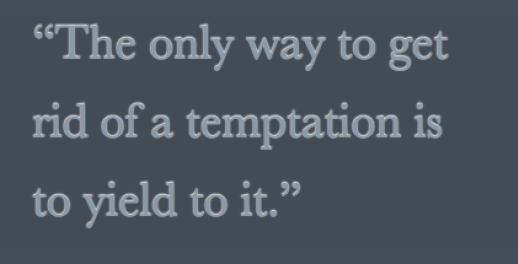 “The only way to get
rid of a temptation is
to yield to it.”